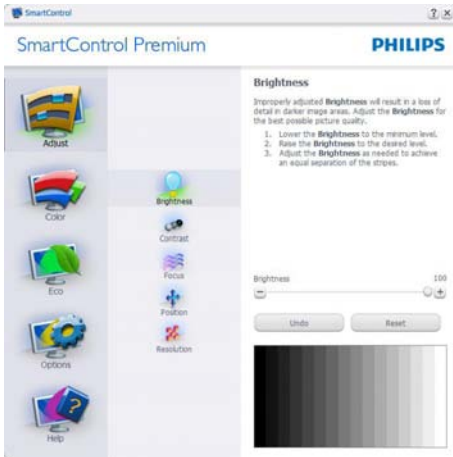 SmartControl
SmartControl Premium
PHILIPS
Adjust
Color
Eco
Options
Help
Brightness
Contrast
Focus
Position
Resolution
Brightness
Improperly adjusted Brightness will result in a loss of
detail in darker image areas. Adjust the Brightness for
the best possible picture quality.
1. Lower the Brightness to the minimum level.
2. Raise the Brightness to the desired level.
3. Adjust the Brightness as needed to achieve
an equal separation of the stripes.
Brightness 100
Undo Reset